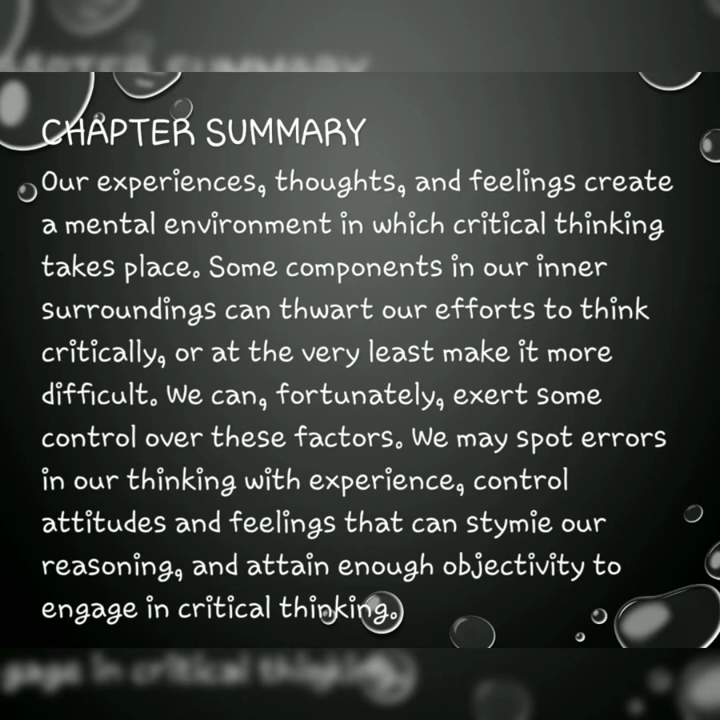 CHAPTER SUMMARY
Our experiences, thoughts, and feelings create
a mental environment in which critical thinking
takes place. Some components in our inner
surroundings can thwart our efforts to think
critically, or at the very least make it more
difficult. We can, fortunately, exert some
control over these factors. We may spot errors
in our thinking with experience, control
attitudes and feelings that can stymie our
reasoning, and attain enough objectivity to
engage in critical thinking.